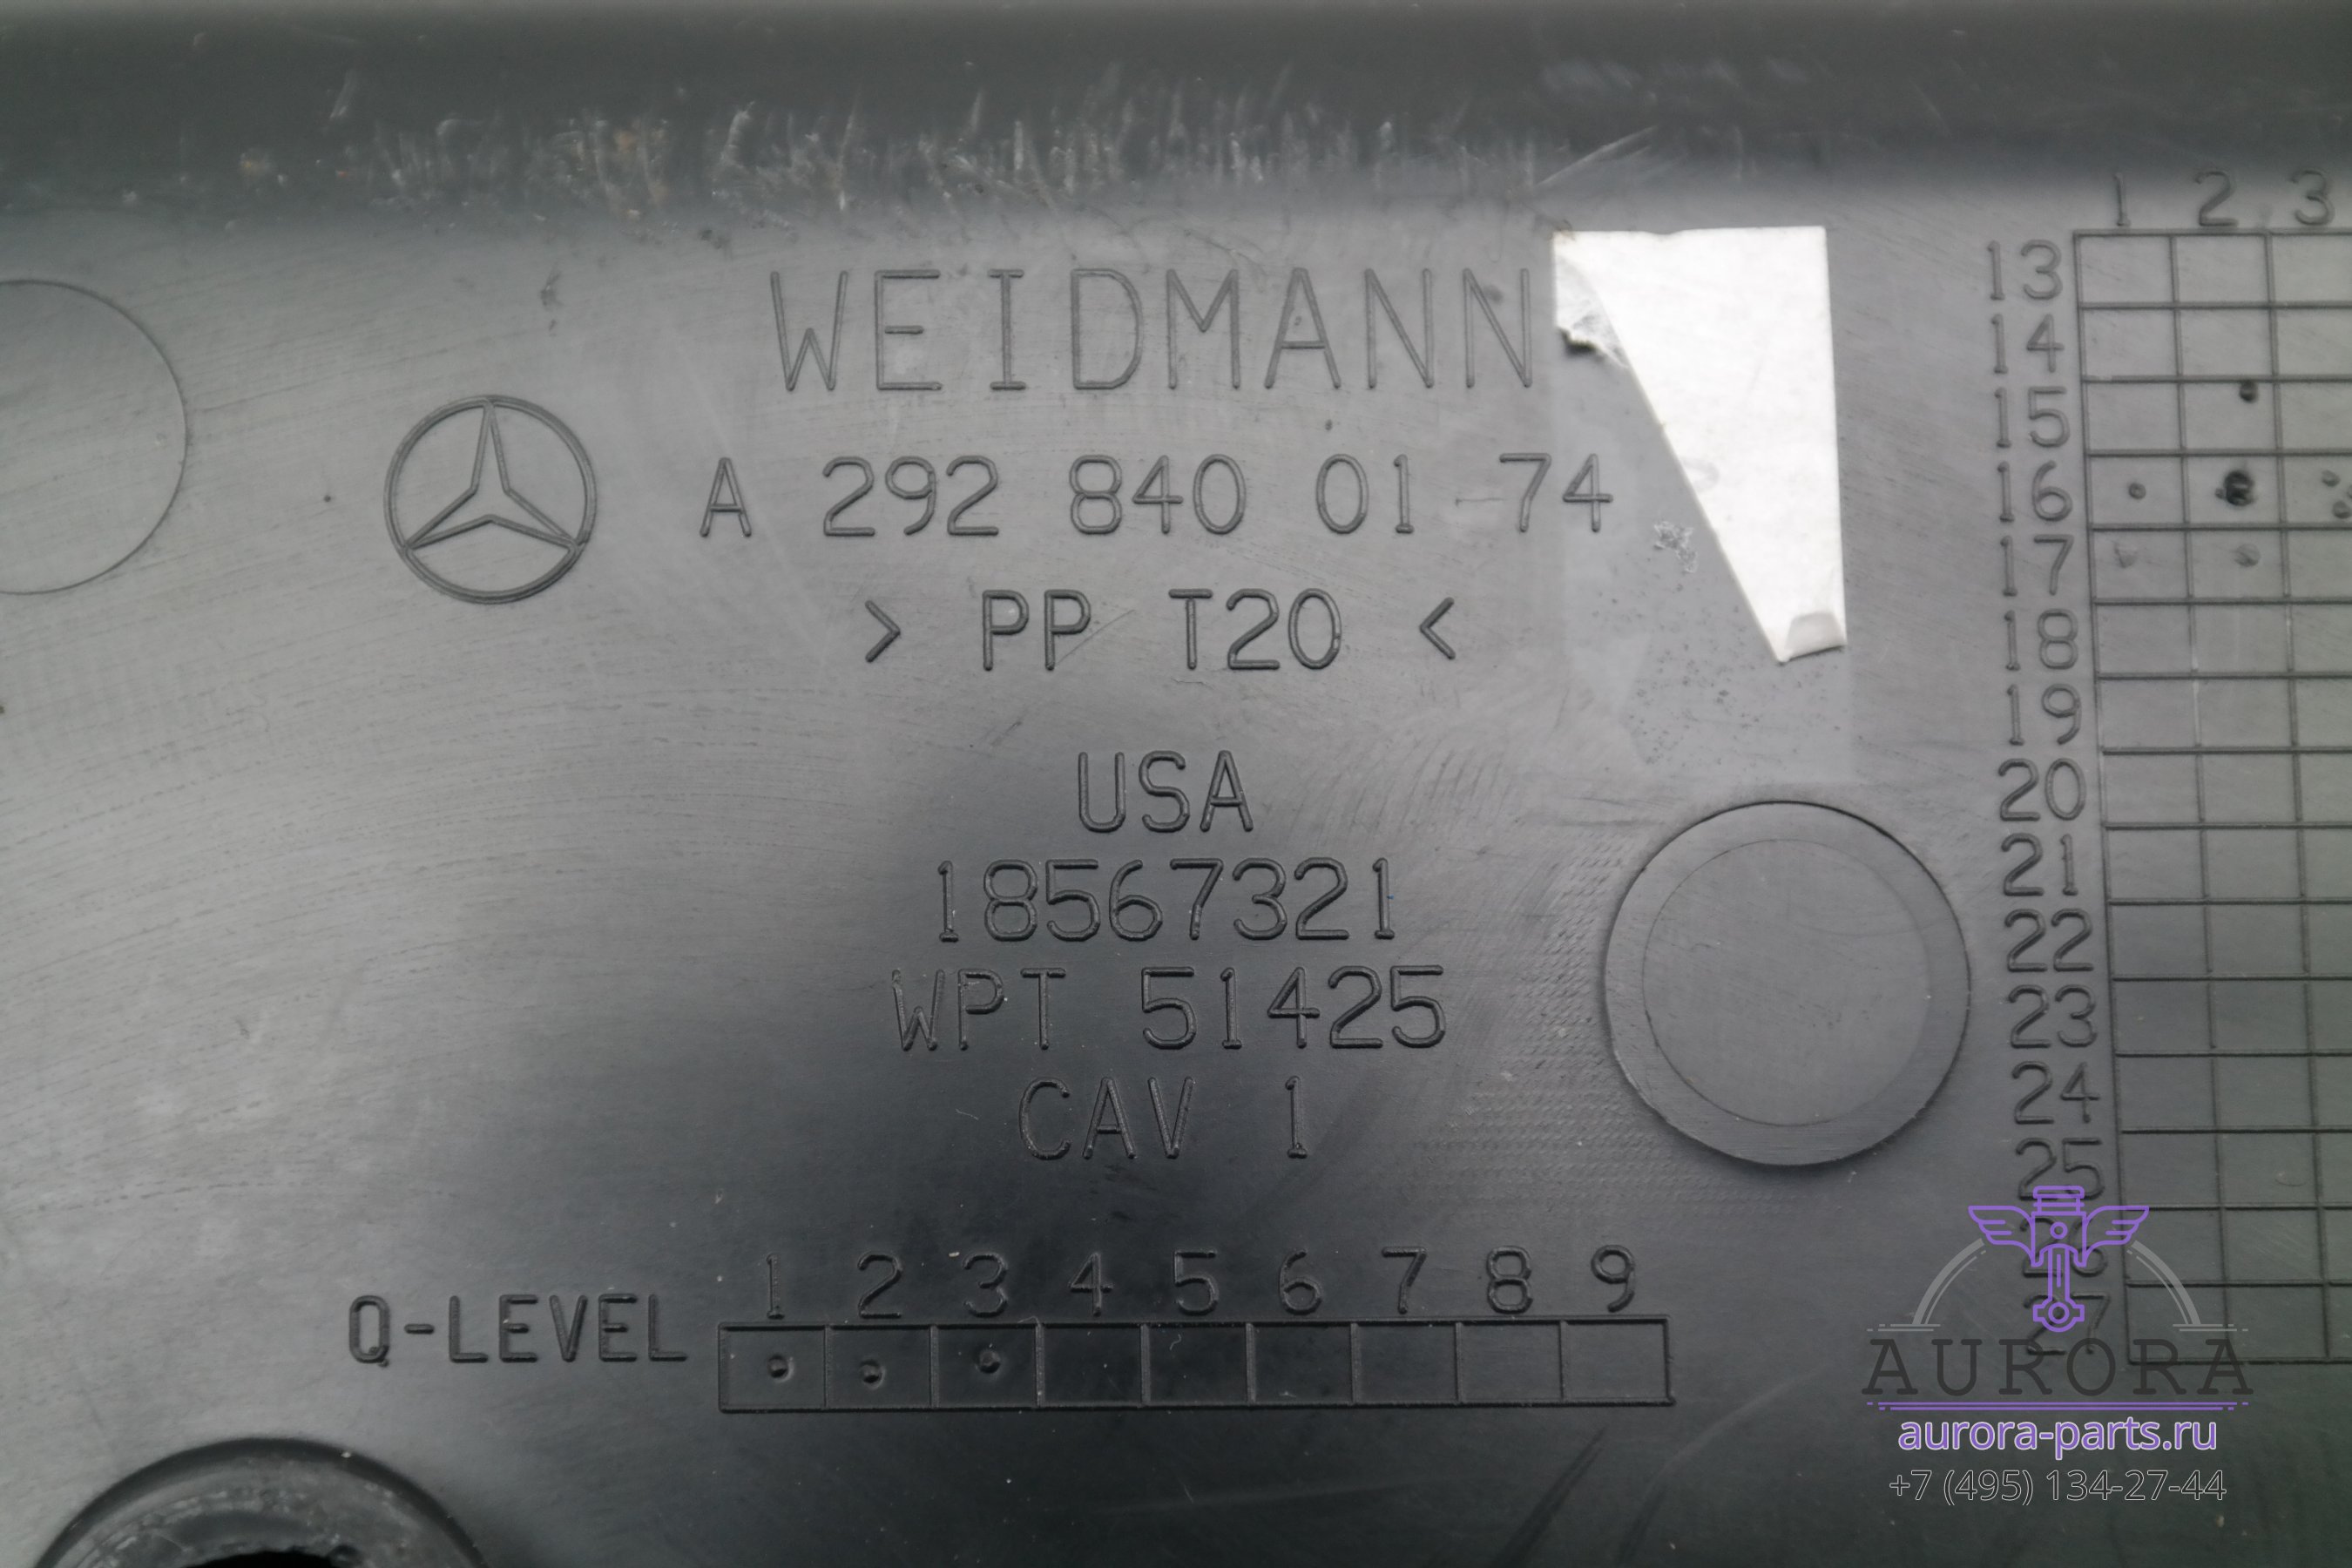 WEIDMANN
A 292 840 01 74
> PP T20 <
USA
18567321
WPT 51425
CAV 1
1 2 3 4 5 6 7 8 9
Q-LEVEL
1 2 3
13
14
15
16
17
18
19
20
21
22
23
24
25
26
27
AURORA
aurora-parts.ru
+7 (495) 134-27-44